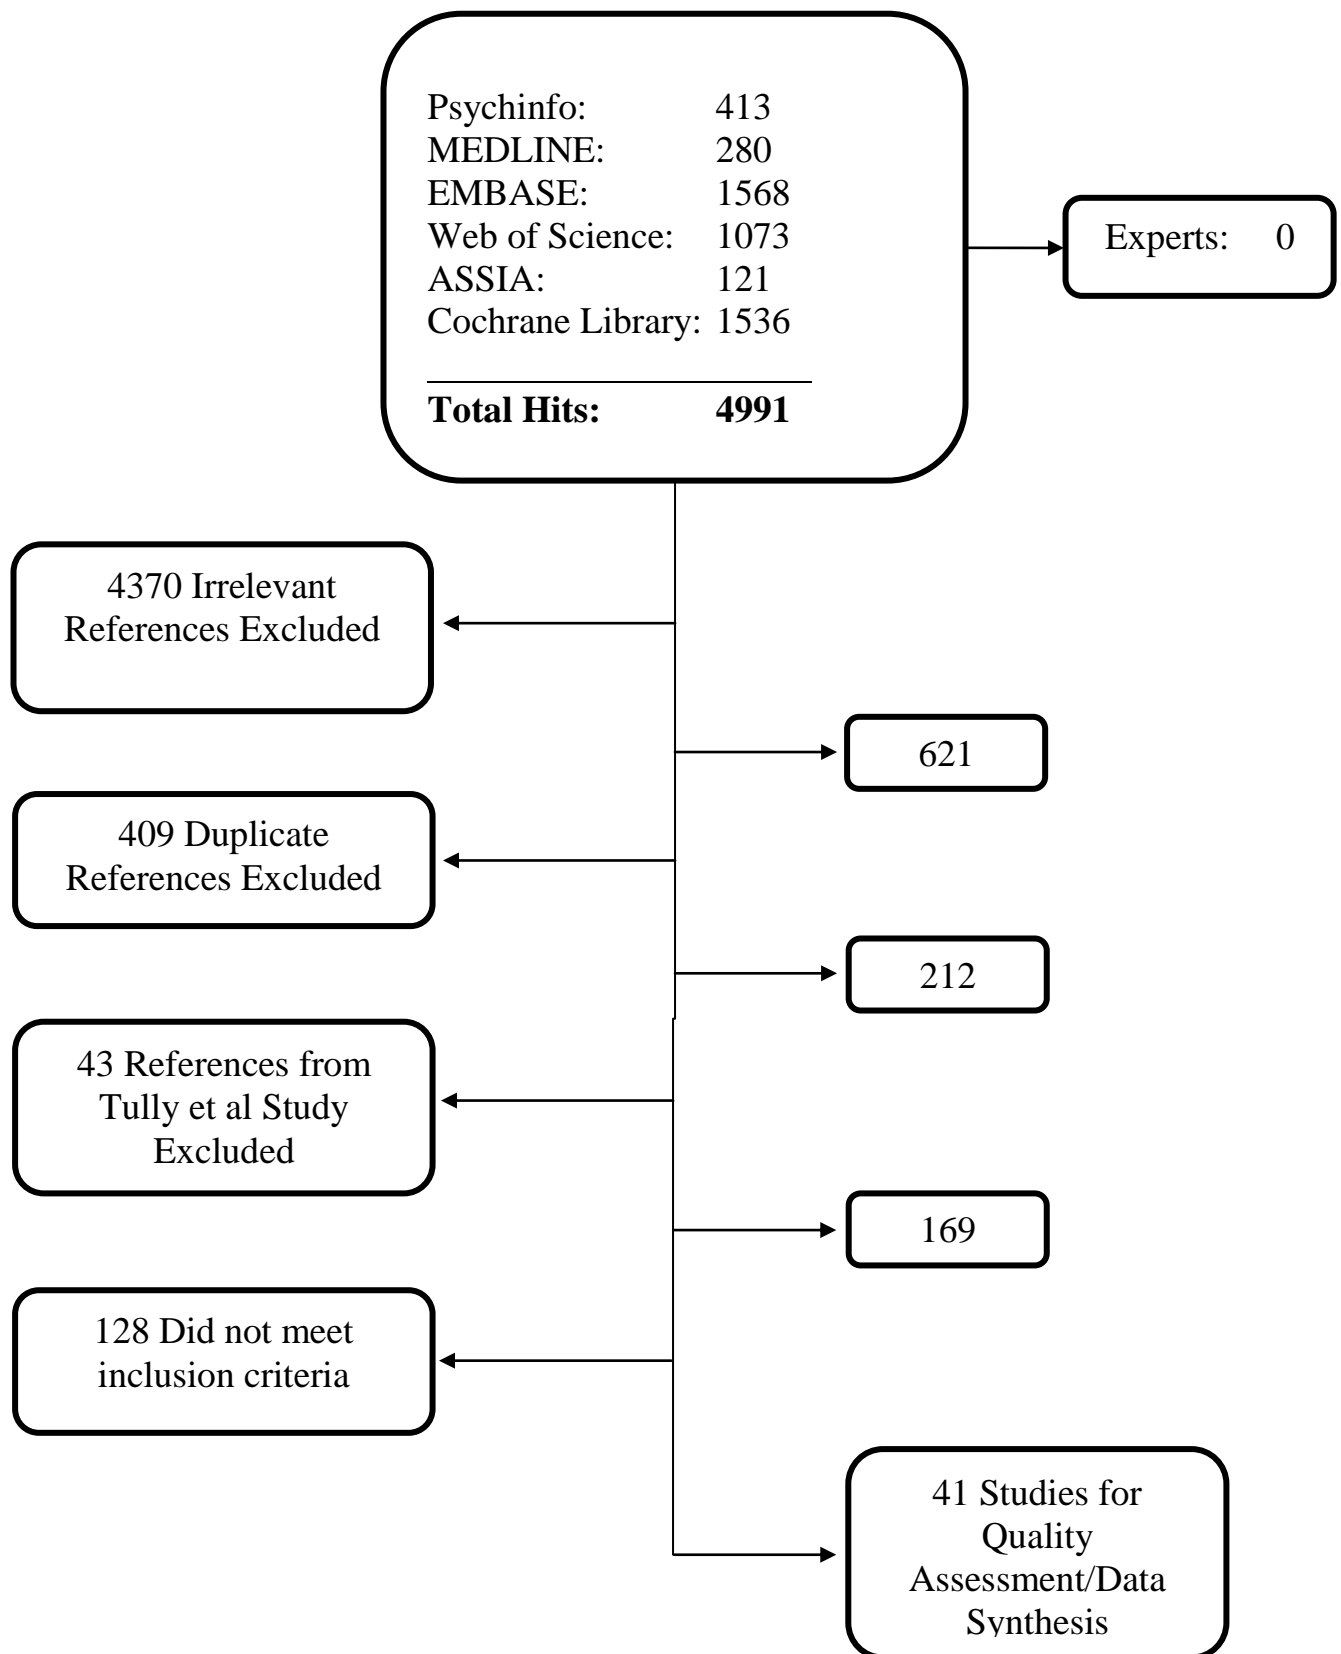 Psychinfo: 413
MEDLINE: 280
EMBASE: 1568
Web of Science: 1073
ASSIA: 121
Cochrane Library: 1536
Total Hits: 4991
Experts: 0
4370 Irrelevant
References Excluded
621
409 Duplicate
References Excluded
212
43 References from
Tully et al Study
Excluded
169
128 Did not meet
inclusion criteria
41 Studies for
Quality
Assessment/Data
Synthesis